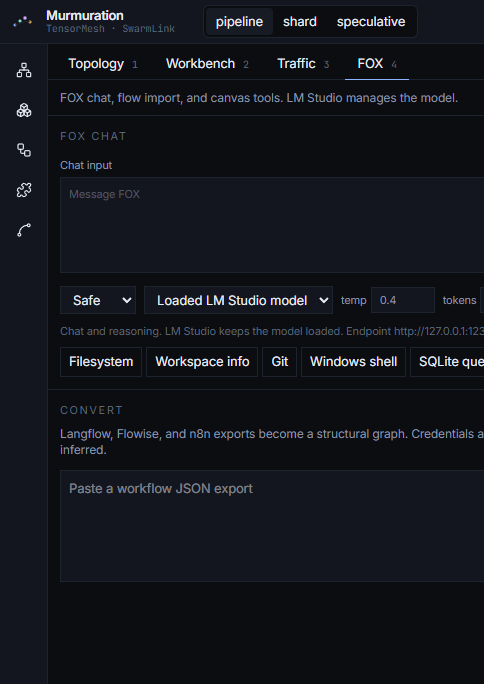 Murmuration
TensorMesh · SwarmLink
pipeline shard speculative
Topology 1 Workbench 2 Traffic 3 FOX 4
FOX chat, flow import, and canvas tools. LM Studio manages the model.
FOX CHAT
Chat input
Message FOX
Safe Loaded LM Studio model temp 0.4 tokens
Chat and reasoning. LM Studio keeps the model loaded. Endpoint http://127.0.0.1:123
Filesystem Workspace info Git Windows shell SQLite que
CONVERT
Langflow, Flowise, and n8n exports become a structural graph. Credentials a
inferred.
Paste a workflow JSON export